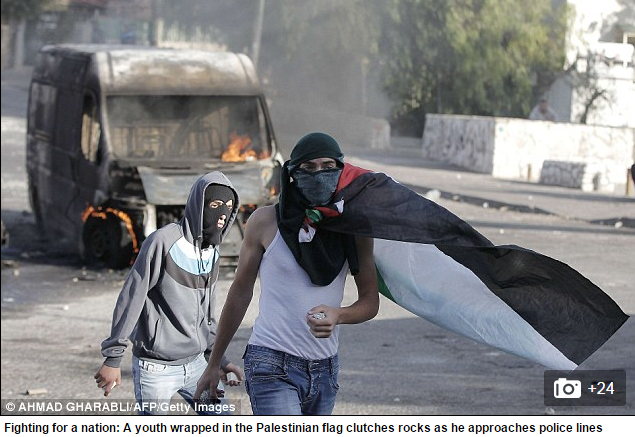 +24
© AHMAD GHARABLI/AFP/Getty Images
Fighting for a nation: A youth wrapped in the Palestinian flag clutches rocks as he approaches police lines